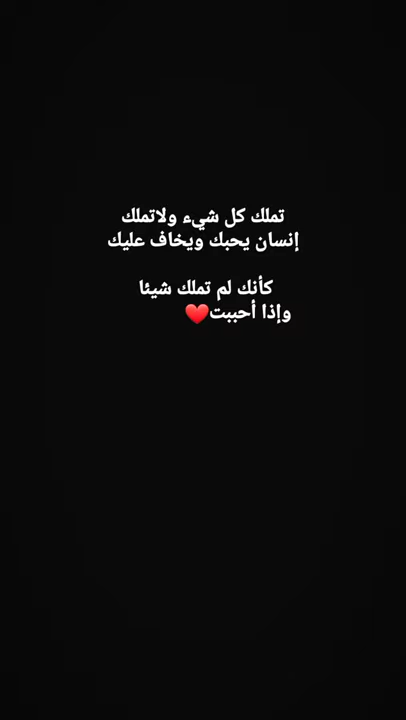 تملك كل شيء ولاتملك
إنسان يحبك ويخاف عليك
كأنك لم تملك شيئا
وإذا أحببت❤️